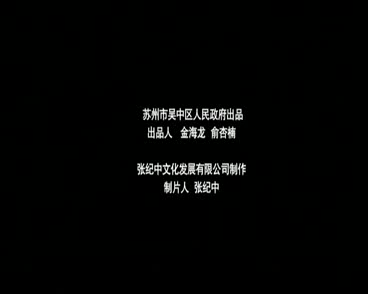 苏州市吴中区人民政府出品
出品人 金海龙 俞杏楠
张纪中文化发展有限公司制作
制片人 张纪中